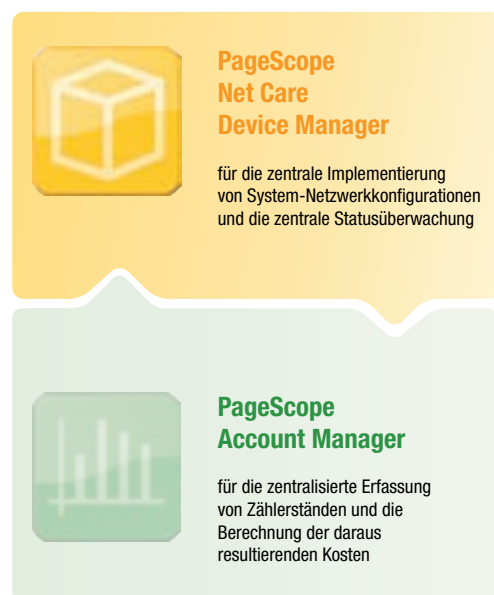 PageScope
Net Care
Device Manager
für die zentrale Implementierung
von System-Netzwerkkonfigurationen
und die zentrale Statusüberwachung
PageScope
Account Manager
für die zentralisierte Erfassung
von Zählerständen und die
Berechnung der daraus
resultierenden Kosten